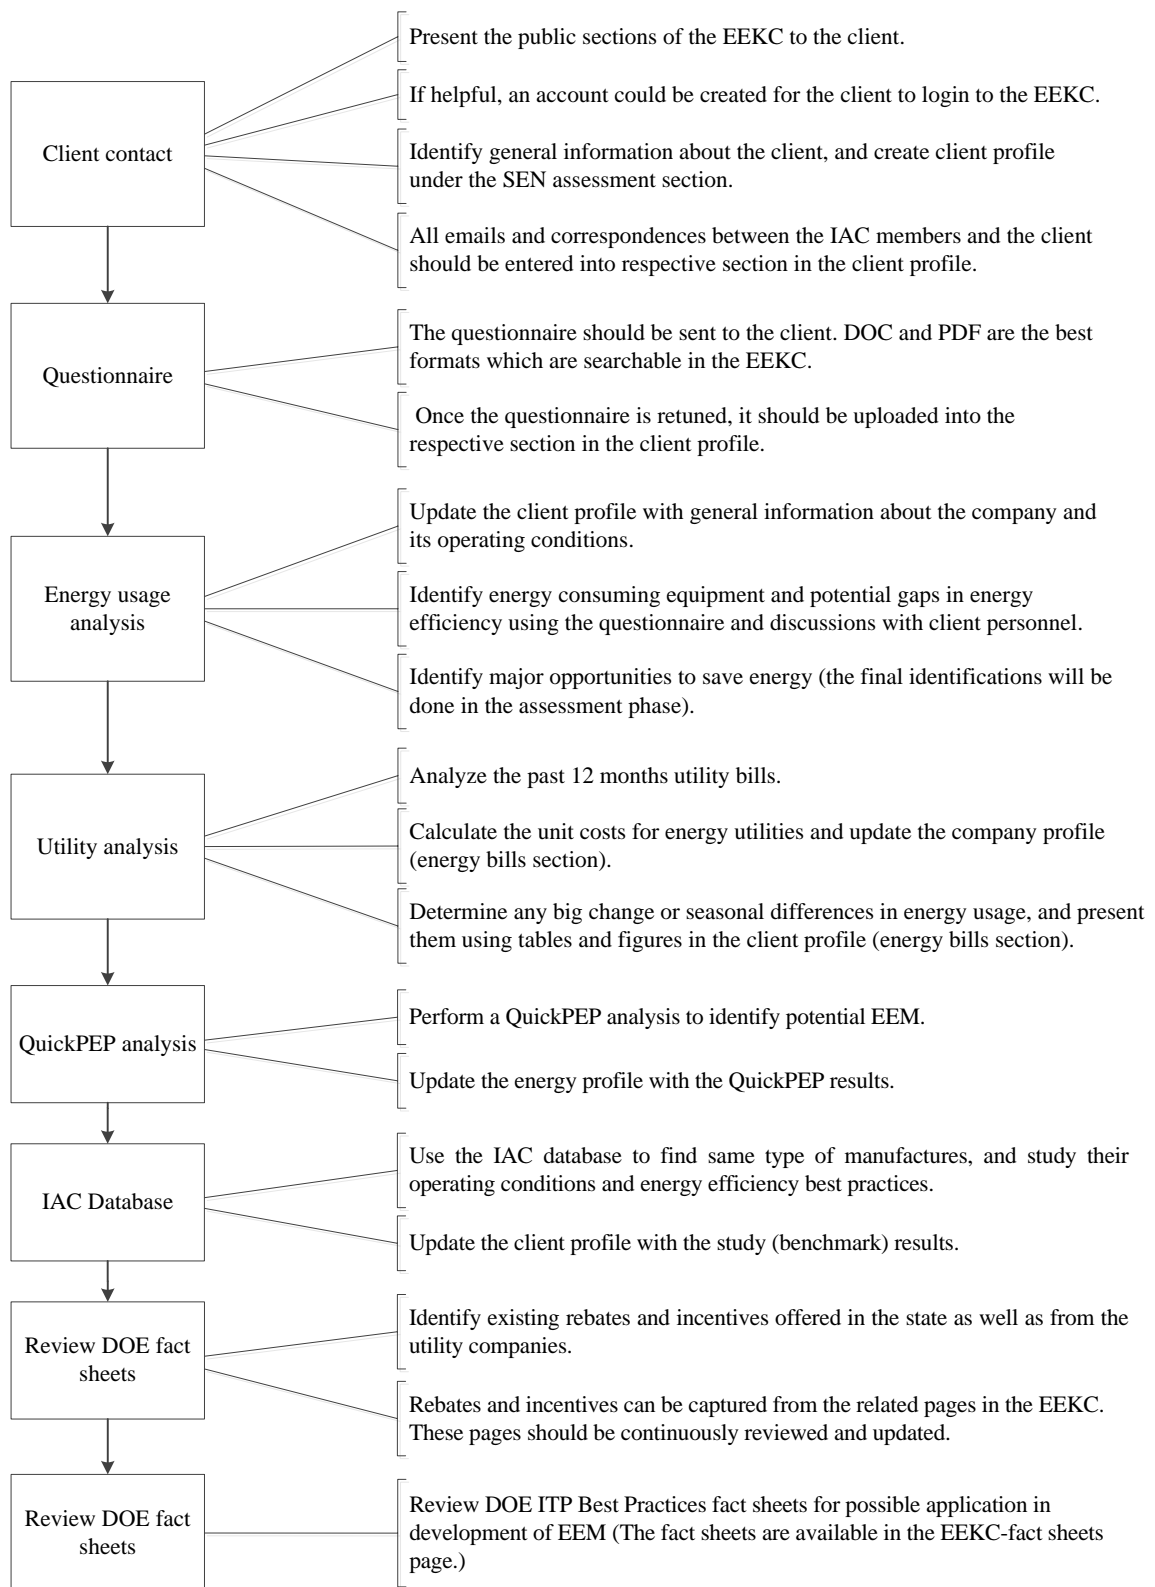 Client contact
Present the public sections of the EEKC to the client.
If helpful, an account could be created for the client to login to the EEKC.
Identify general information about the client, and create client profile
under the SEN assessment section.
All emails and correspondences between the IAC members and the client
should be entered into respective section in the client profile.
Questionnaire
The questionnaire should be sent to the client. DOC and PDF are the best
formats which are searchable in the EEKC.
Once the questionnaire is retuned, it should be uploaded into the
respective section in the client profile.
Energy usage
analysis
Update the client profile with general information about the company and
its operating conditions.
Identify energy consuming equipment and potential gaps in energy
efficiency using the questionnaire and discussions with client personnel.
Identify major opportunities to save energy (the final identifications will be
done in the assessment phase).
Utility analysis
Analyze the past 12 months utility bills.
Calculate the unit costs for energy utilities and update the company profile
(energy bills section).
Determine any big change or seasonal differences in energy usage, and present
them using tables and figures in the client profile (energy bills section).
QuickPEP analysis
Perform a QuickPEP analysis to identify potential EEM.
Update the energy profile with the QuickPEP results.
IAC Database
Use the IAC database to find same type of manufactures, and study their
operating conditions and energy efficiency best practices.
Update the client profile with the study (benchmark) results.
Review DOE fact
sheets
Identify existing rebates and incentives offered in the state as well as from the
utility companies.
Rebates and incentives can be captured from the related pages in the EEKC.
These pages should be continuously reviewed and updated.
Review DOE fact
sheets
Review DOE ITP Best Practices fact sheets for possible application in
development of EEM (The fact sheets are available in the EEKC-fact sheets
page.)